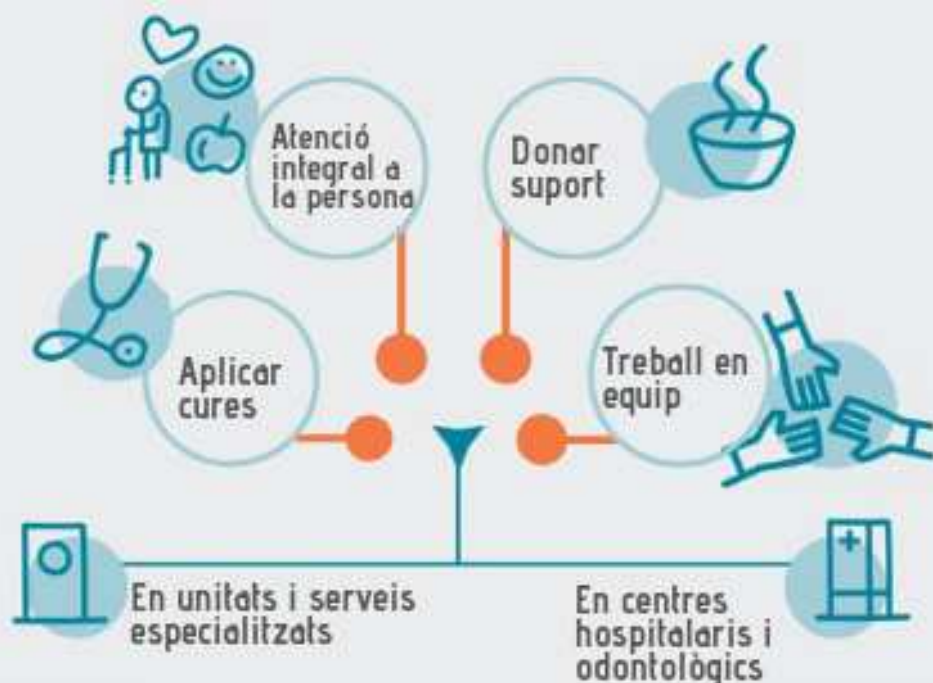 Atenció
integral a
la persona
Donar
suport
Aplicar
cures
Treball en
equip
En unitats i serveis
especialitzats
En centres
hospitalaris i
odontològics